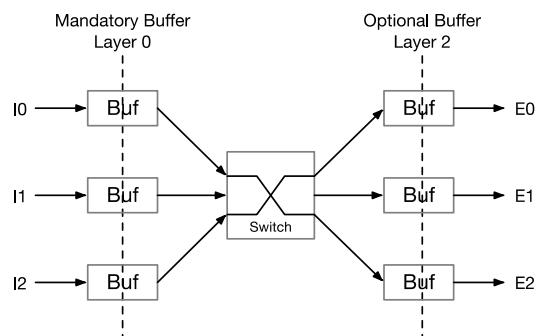 Mandatory Buffer
Layer 0
Optional Buffer
Layer 2
I0
Buf
Buf
E0
I1
Buf
Switch
Buf
E1
I2
Buf
Buf
E2